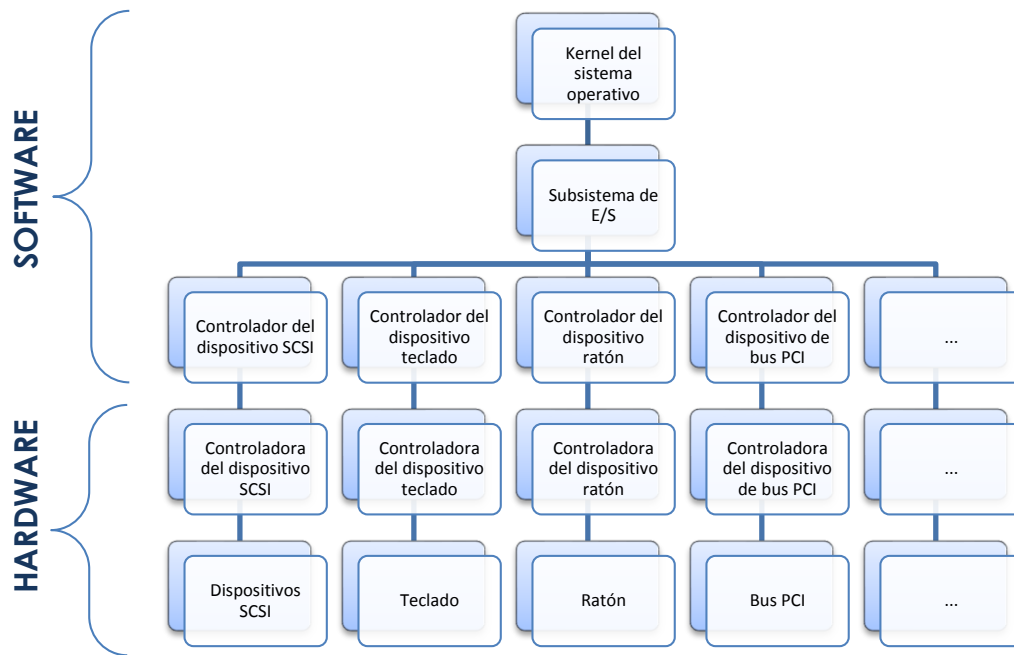 SOFTWARE
Kernel del
sistema
operativo
Subsistema de
E/S
Controlador del
dispositivo SCSI
Controlador del
dispositivo
teclado
Controlador del
dispositivo
ratón
Controlador del
dispositivo de
bus PCI
...
HARDWARE
Controladora
del dispositivo
SCSI
Controladora
del dispositivo
teclado
Controladora
del dispositivo
ratón
Controladora
del dispositivo
de bus PCI
...
Dispositivos
SCSI
Teclado
Ratón
Bus PCI
...